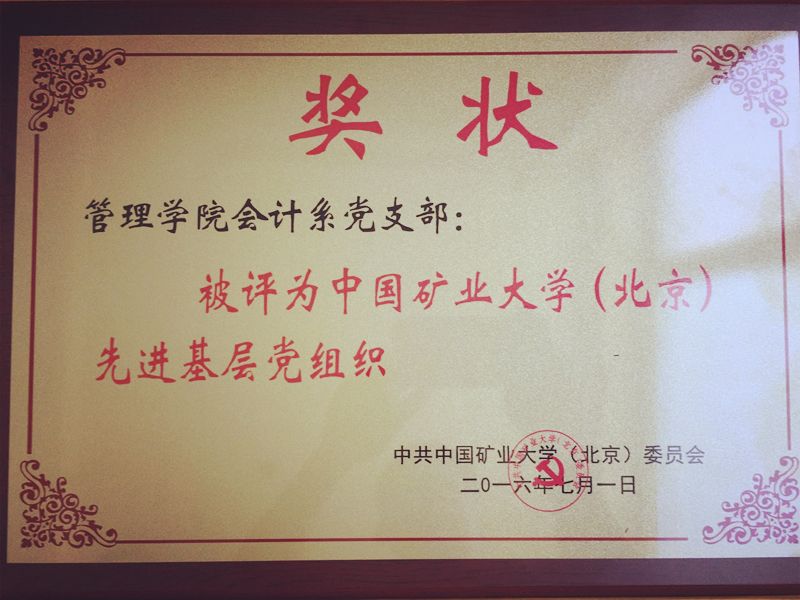 奖状
管理学院会计系党支部：
被评为中国矿业大学（北京）
先进基层党组织
中共中国矿业大学（北京）委员会
二0一六年七月一日